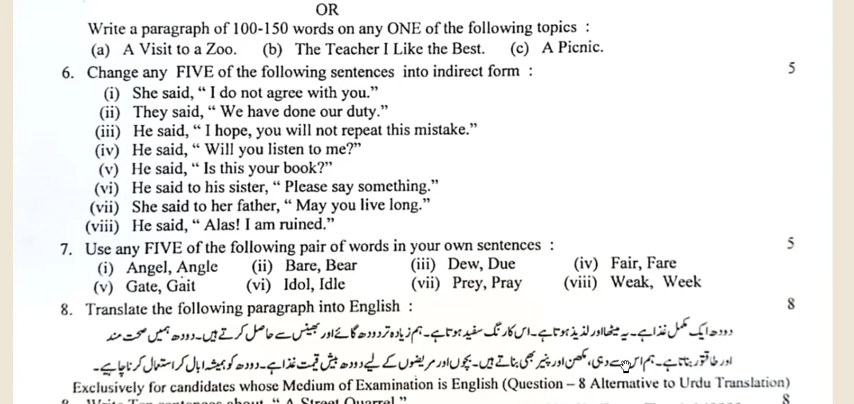 OR
Write a paragraph of 100-150 words on any ONE of the following topics :
(a) A Visit to a Zoo. (b) The Teacher I Like the Best. (c) A Picnic.
6. Change any FIVE of the following sentences into indirect form : 5
(i) She said, “ I do not agree with you.”
(ii) They said, “ We have done our duty.”
(iii) He said, “ I hope, you will not repeat this mistake.”
(iv) He said, “ Will you listen to me?”
(v) He said, “ Is this your book?”
(vi) He said to his sister, “ Please say something.”
(vii) She said to her father, “ May you live long.”
(viii) He said, “ Alas! I am ruined.”
7. Use any FIVE of the following pair of words in your own sentences : 5
(i) Angel, Angle (ii) Bare, Bear (iii) Dew, Due (iv) Fair, Fare
(v) Gate, Gait (vi) Idol, Idle (vii) Prey, Pray (viii) Weak, Week
8. Translate the following paragraph into English : 8
دودھ ایک مکمل غذا ہے۔ یہ میٹھا اور لذیذ ہوتا ہے۔ اس کا رنگ سفید ہوتا ہے۔ ہم زیادہ تر دودھ گائے اور بھینس سے حاصل کرتے ہیں۔ دودھ ہمیں صحت مند
اور طاقتور بناتا ہے۔ ہم اس سے دہی، مکھن اور پنیر بھی بناتے ہیں۔ بچوں اور مریضوں کے لیے دودھ بیش قیمت غذا ہے۔ دودھ کو ہمیشہ ابال کر استعمال کرنا چاہیے۔
Exclusively for candidates whose Medium of Examination is English (Question – 8 Alternative to Urdu Translation)
Write Ten sentences about “ A Street Quarrel ” 8